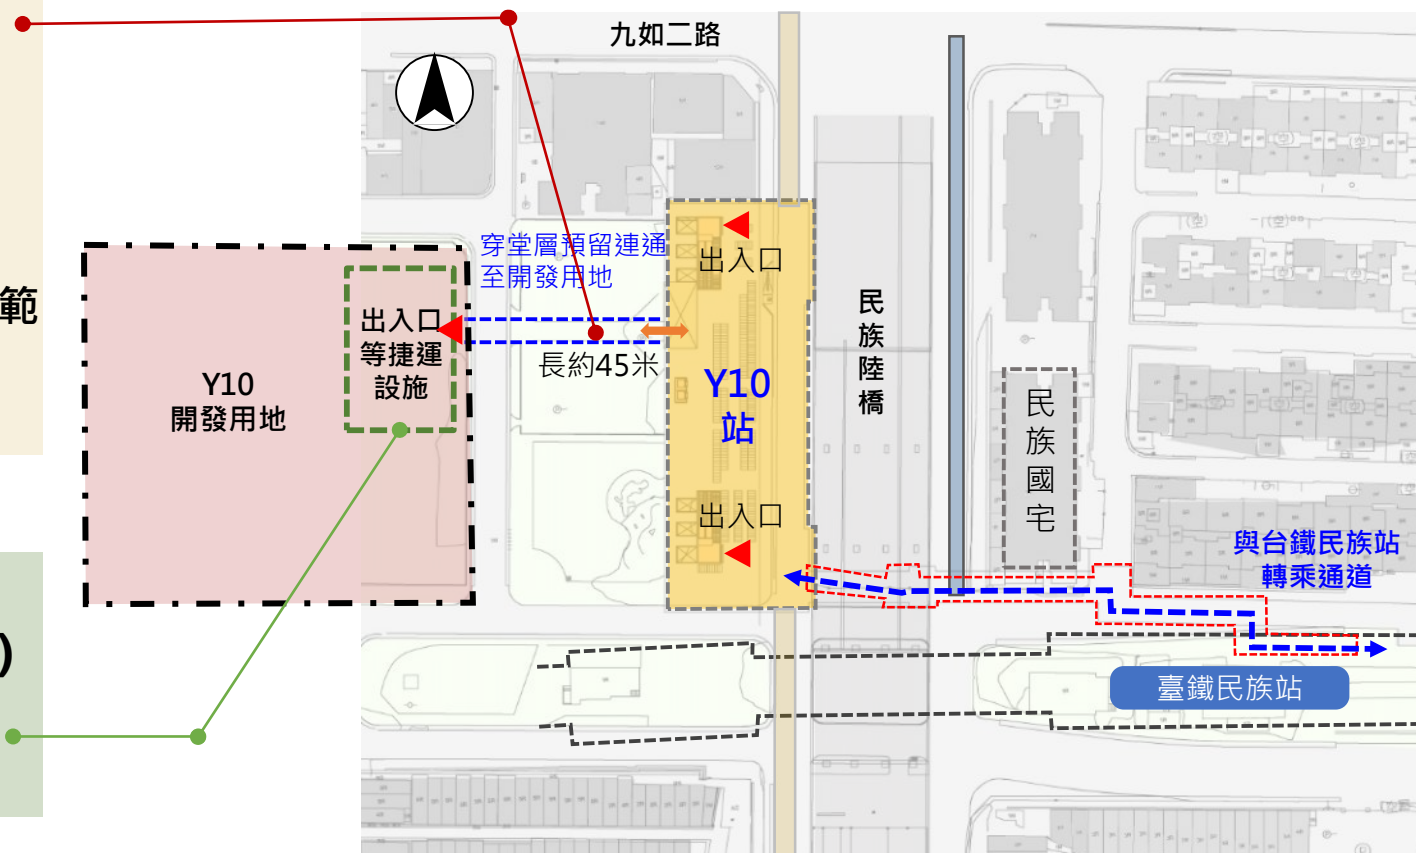 九如二路
穿堂層預留連通
至開發用地
出入口
範
出入口
等捷運
設施
長約45米
Y10
開發用地
Y10
站
民族陸橋
民族國宅
出入口
與台鐵民族站
轉乘通道
)
臺鐵民族站